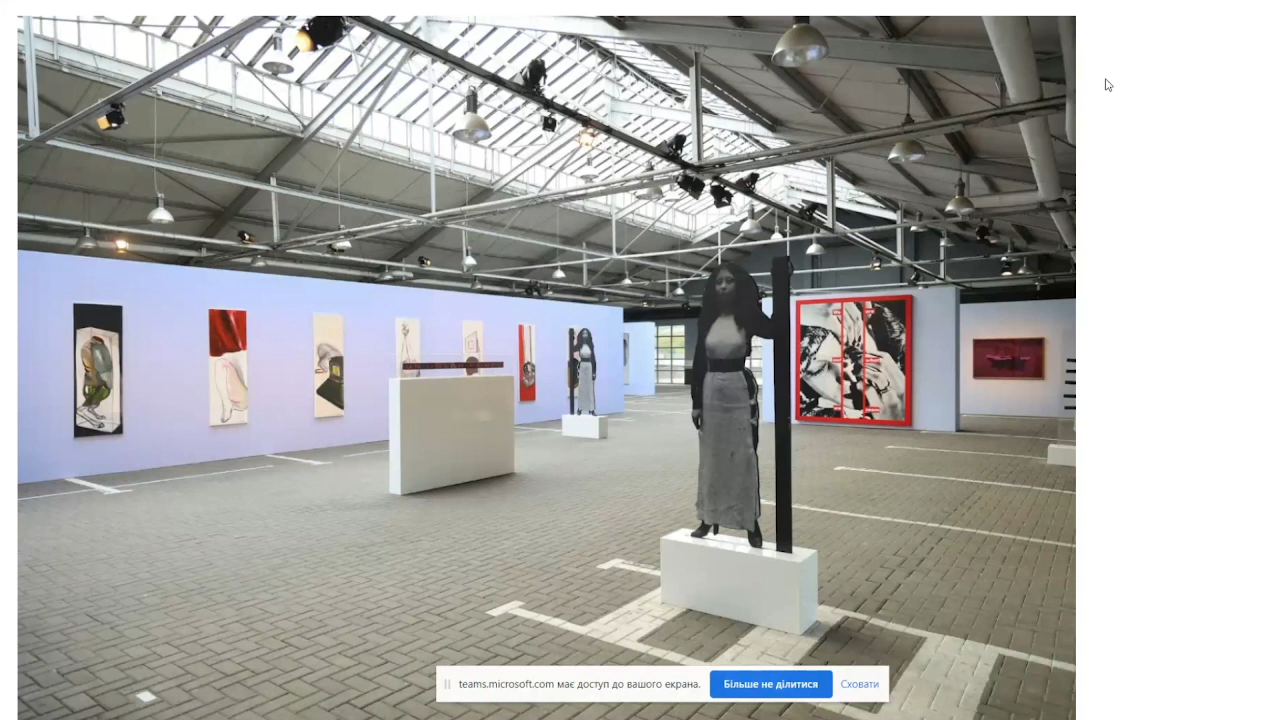 teams.microsoft.com має доступ до вашого екрана.
Більше не ділитися
Сховати